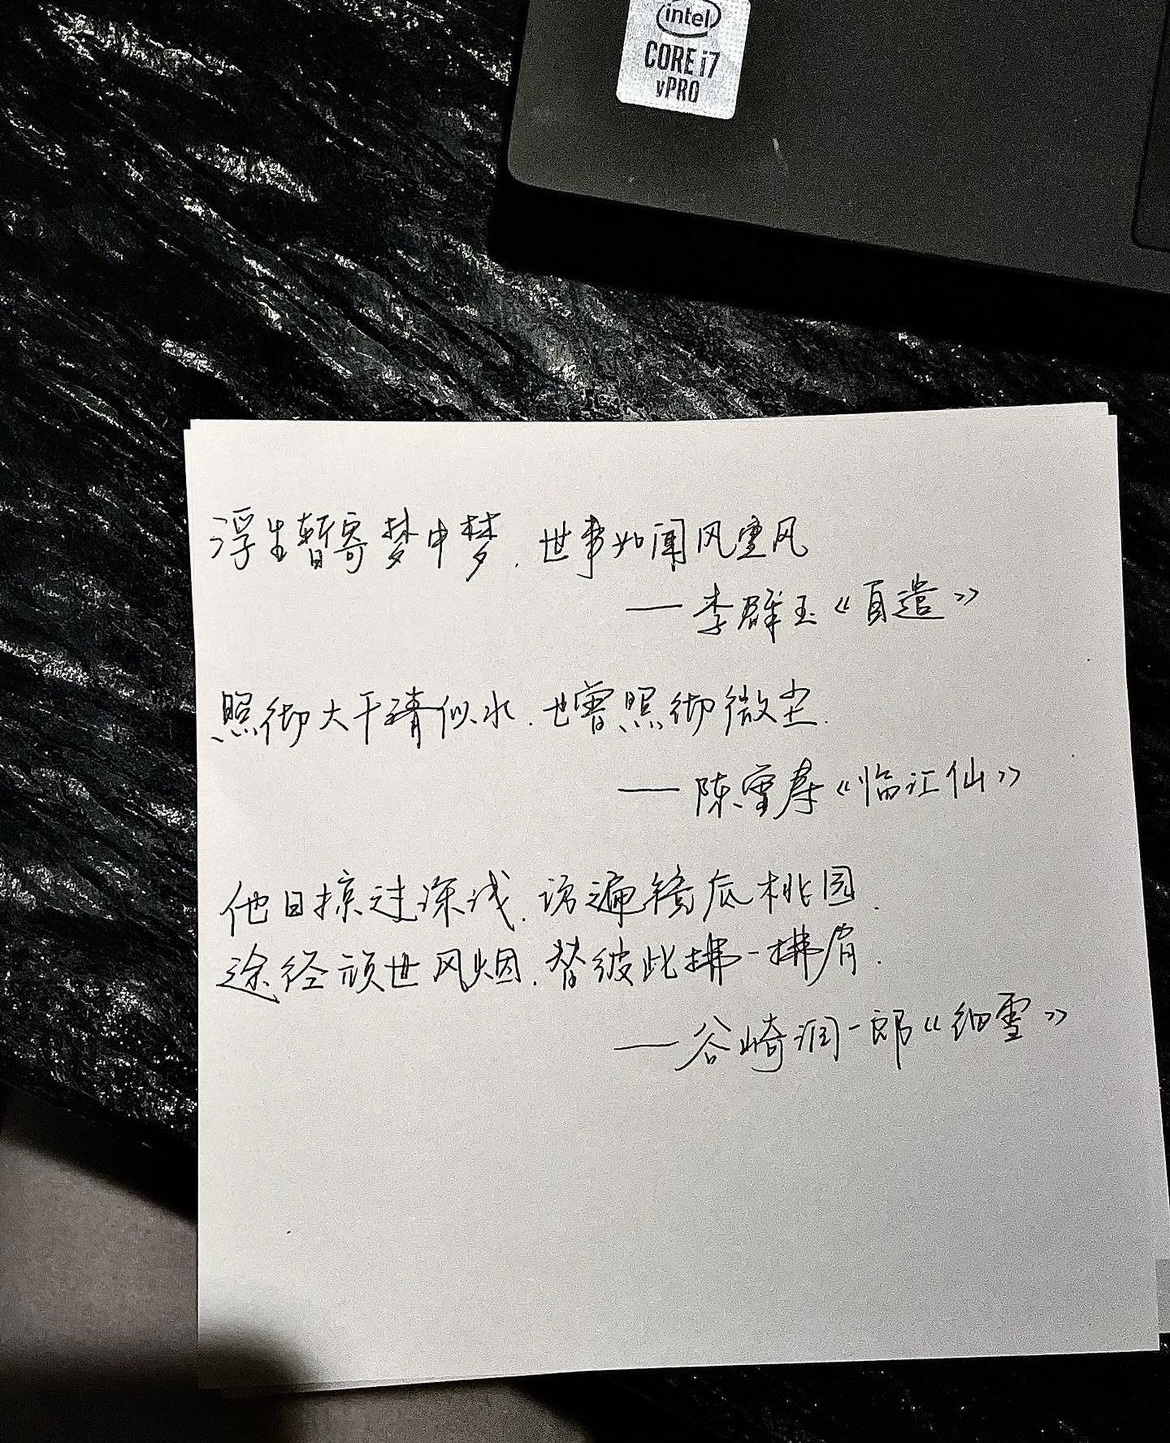 intel
CORE i7
vPRO
浮生暂寄梦中梦，世事如闻风里风
——李群玉《自遣》
照彻大千清似水，也曾照彻微尘.
——陈曾寿《临江仙》
他日掠过深浅，访遍镜瓜桃园.
途经颂世风烟，替彼此拂一拂肩.
——谷崎润一郎《细雪》